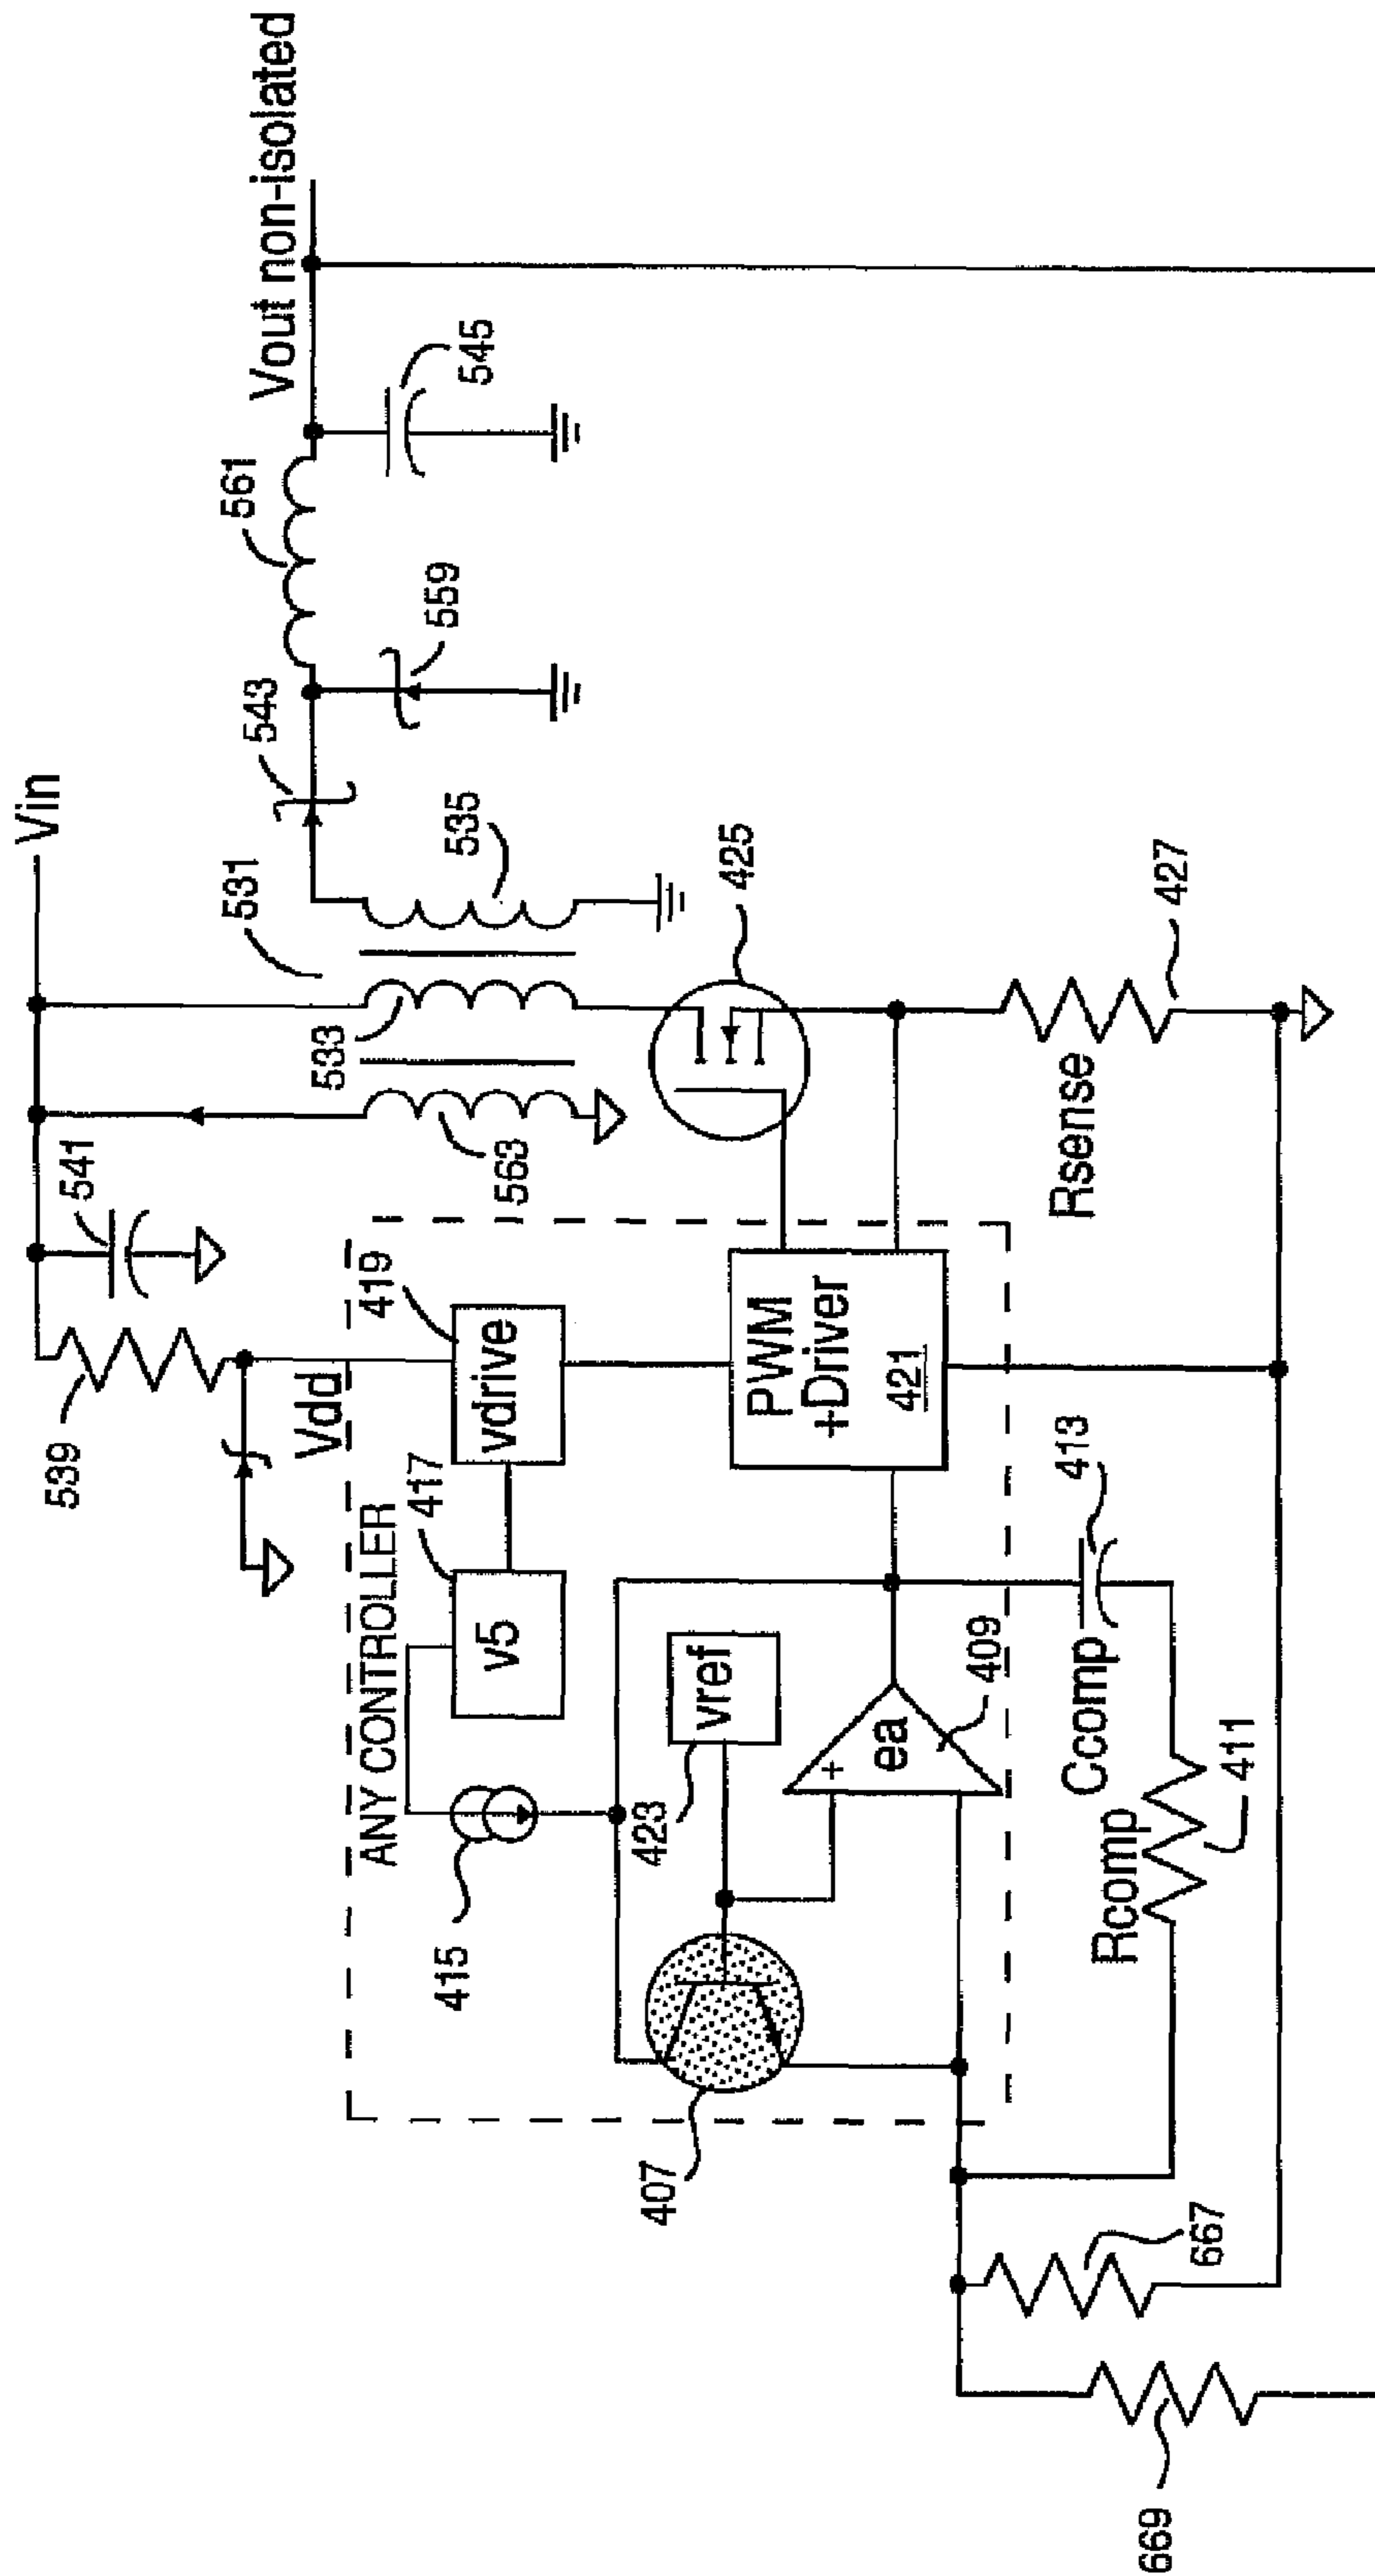 Vin
Vout non-isolated
539
541
531
543
561
Vdd
533
535
559
545
563
ANY CONTROLLER
417
419
v5
vdrive
425
415
423
vref
PWM
+Driver
421
407
+
ea
409
Rsense
427
Ccomp
413
Rcomp
411
667
669